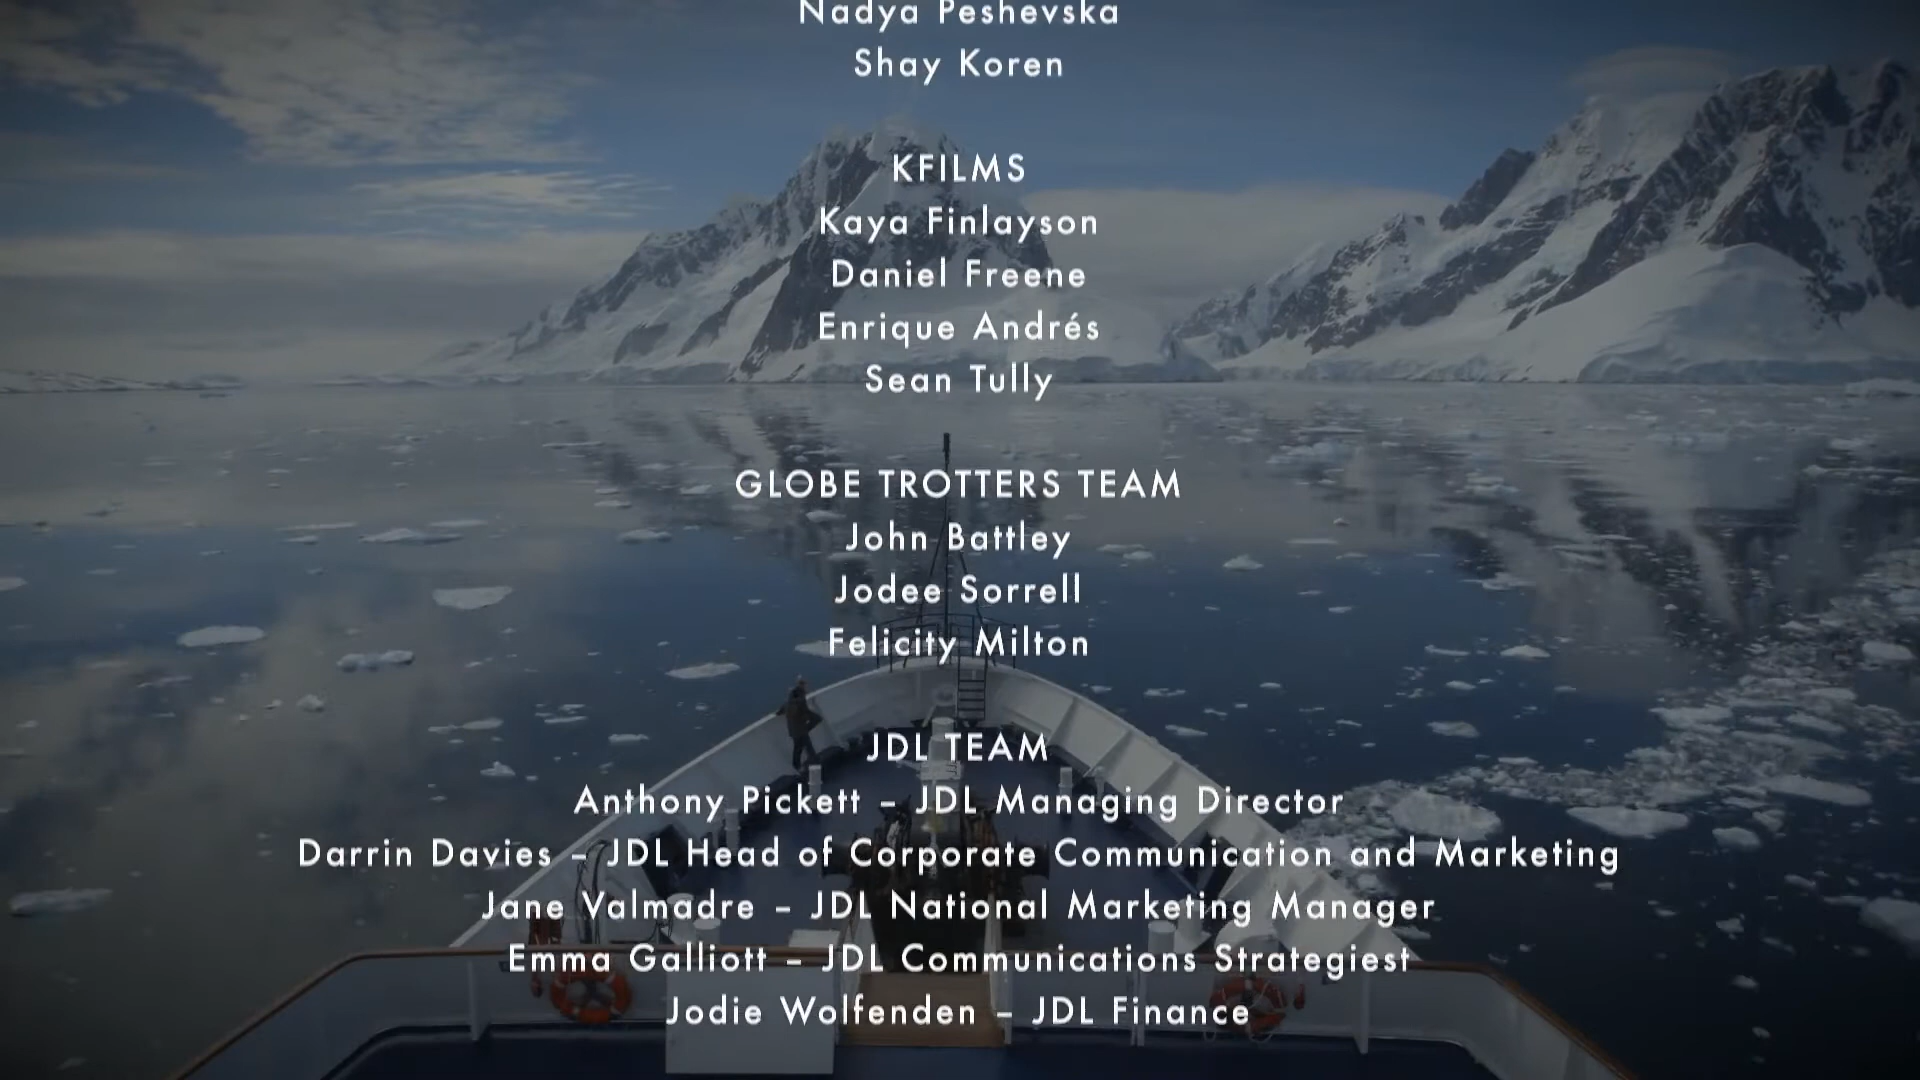 Nadya Peshevska
Shay Koren
KFILMS
Kaya Finlayson
Daniel Freene
Enrique Andrés
Sean Tully
GLOBE TROTTERS TEAM
John Battley
Jodee Sorrell
Felicity Milton
JDL TEAM
Anthony Pickett – JDL Managing Director
Darrin Davies – JDL Head of Corporate Communication and Marketing
Jane Valmadre – JDL National Marketing Manager
Emma Galliott – JDL Communications Strategiest
Jodie Wolfenden – JDL Finance